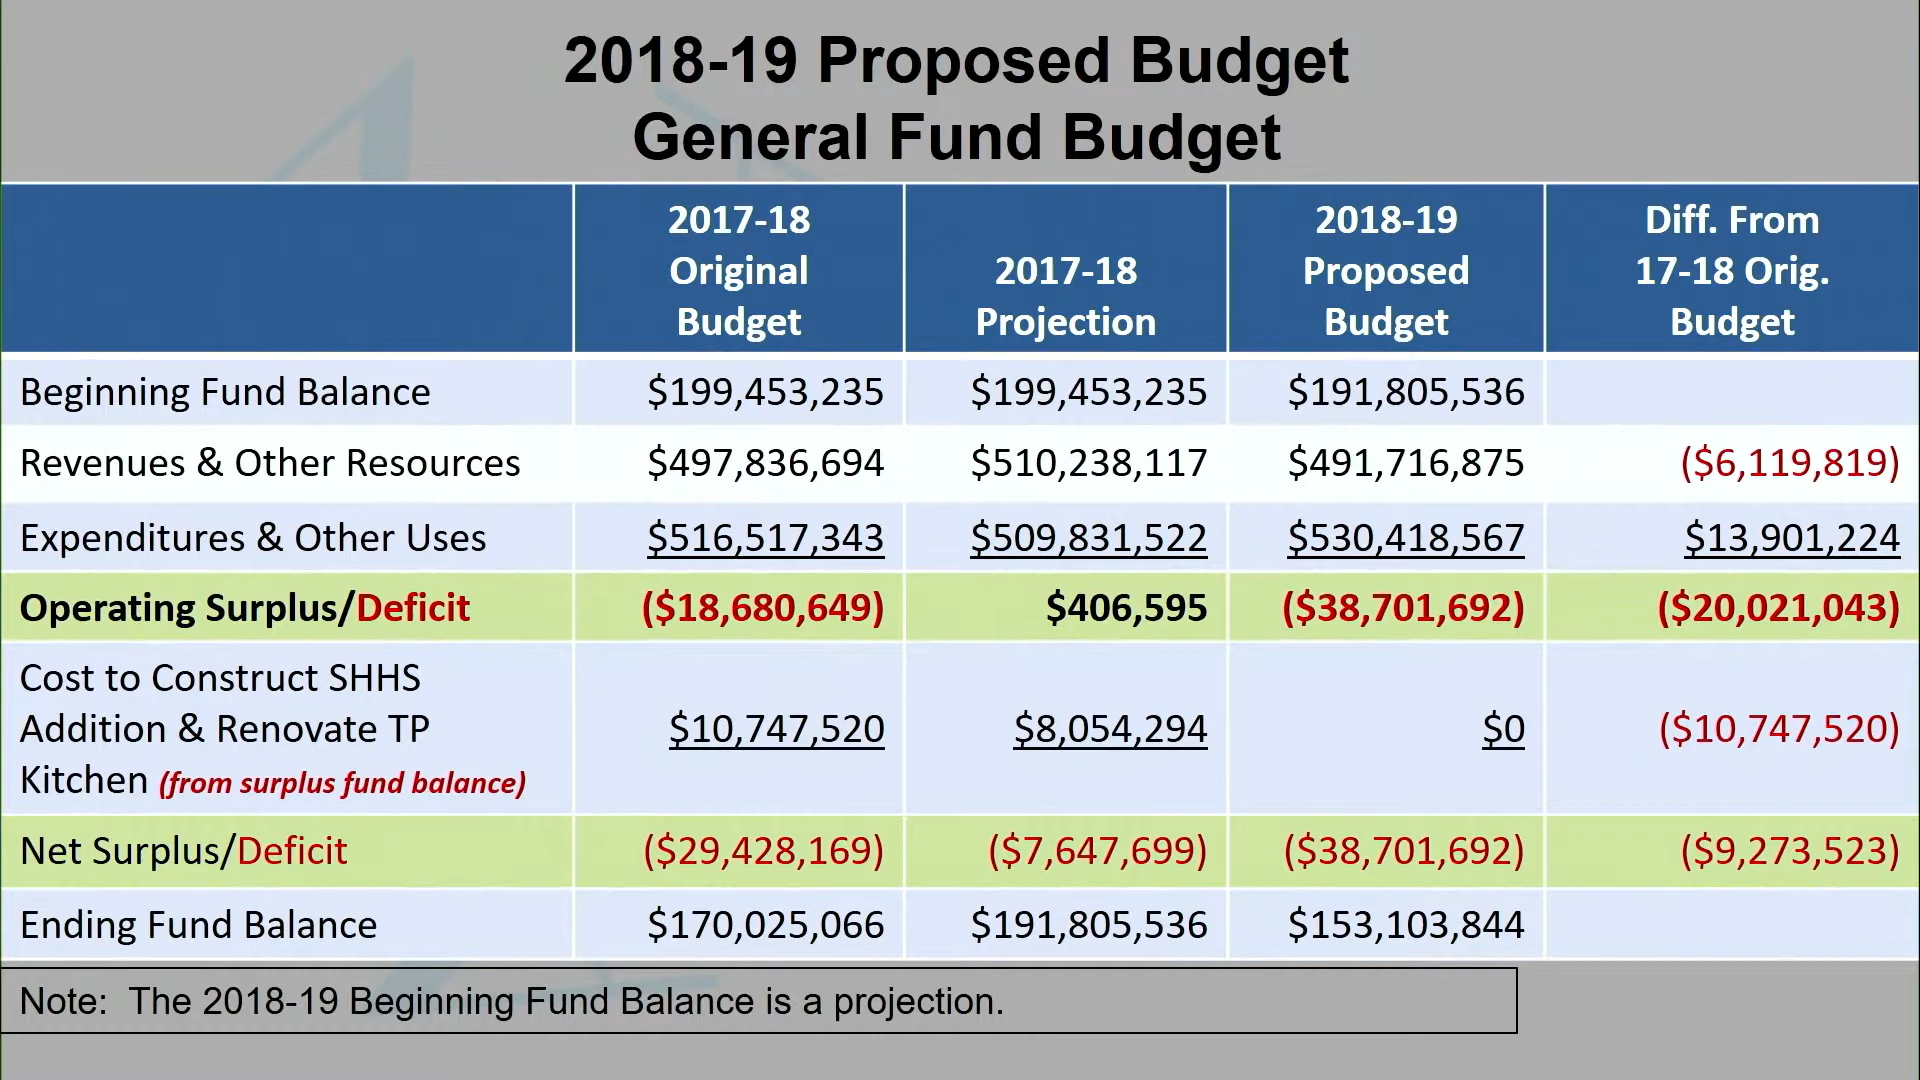 2018-19 Proposed Budget
General Fund Budget
2017-18 Original Budget 2017-18 Projection 2018-19 Proposed Budget Diff. From 17-18 Orig. Budget
Beginning Fund Balance $199,453,235 $199,453,235 $191,805,536
Revenues & Other Resources $497,836,694 $510,238,117 $491,716,875 ($6,119,819)
Expenditures & Other Uses $516,517,343 $509,831,522 $530,418,567 $13,901,224
Operating Surplus/Deficit ($18,680,649) $406,595 ($38,701,692) ($20,021,043)
Cost to Construct SHHS
Addition & Renovate TP
Kitchen (from surplus fund balance) $10,747,520 $8,054,294 $0 ($10,747,520)
Net Surplus/Deficit ($29,428,169) ($7,647,699) ($38,701,692) ($9,273,523)
Ending Fund Balance $170,025,066 $191,805,536 $153,103,844
Note: The 2018-19 Beginning Fund Balance is a projection.